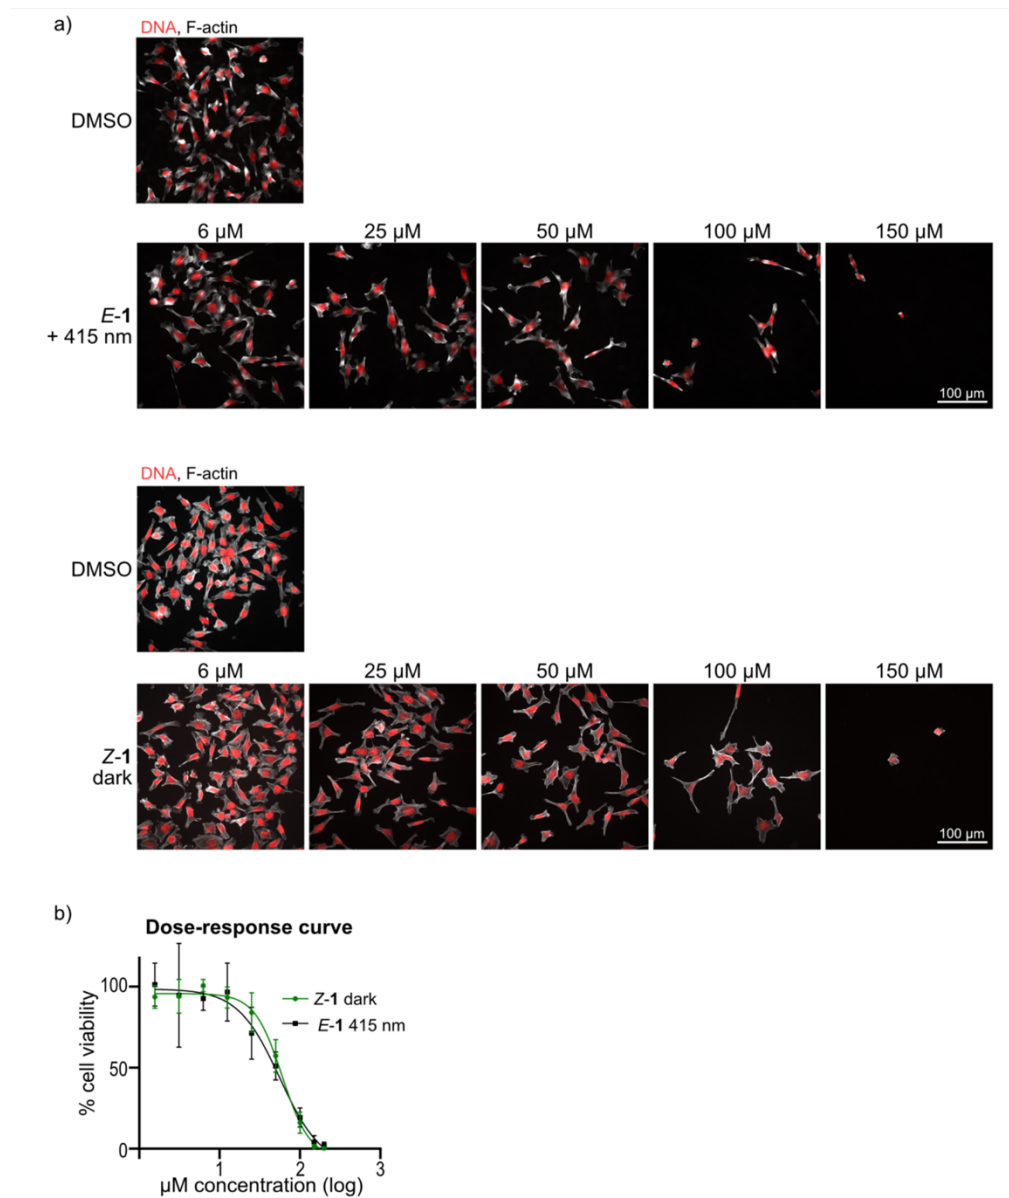 a)
DNA, F-actin
DMSO
6 µM 25 µM 50 µM 100 µM 150 µM
E-1
+ 415 nm
100 µm
DNA, F-actin
DMSO
6 µM 25 µM 50 µM 100 µM 150 µM
Z-1
dark
100 µm
b)
Dose-response curve
% cell viability
100
50
0
Z-1 dark
E-1 415 nm
1 2 3
µM concentration (log)